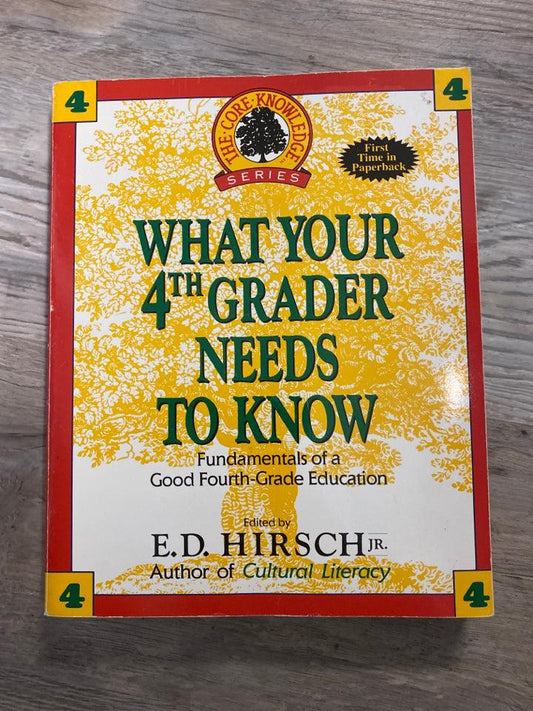 4
4
THE · CORE · KNOWLEDGE
SERIES
First
Time in
Paperback
WHAT YOUR
4TH GRADER
NEEDS
TO KNOW
Fundamentals of a
Good Fourth-Grade Education
Edited by
E.D. HIRSCH JR.
Author of Cultural Literacy
4
4